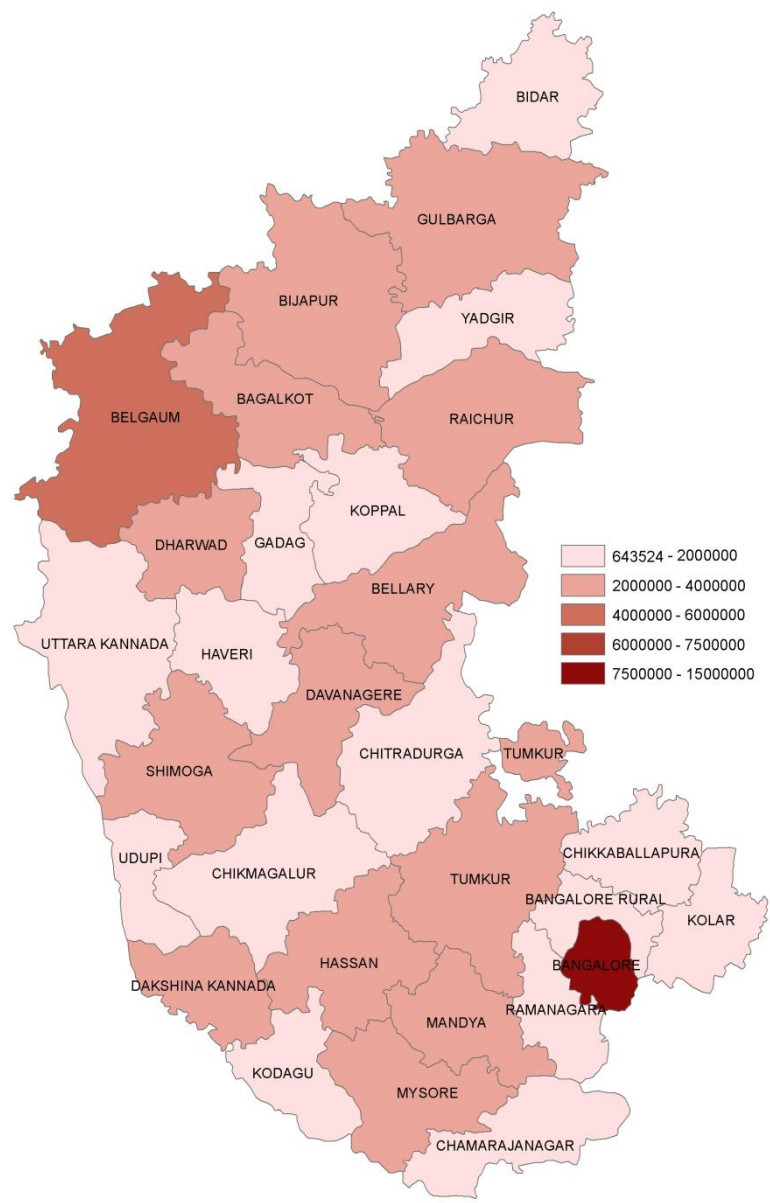 BIDAR
GULBARGA
BIJAPUR
YADGIR
BAGALKOT
BELGAUM
RAICHUR
KOPPAL
DHARWAD
GADAG
643524 - 2000000
2000000 - 4000000
4000000 - 6000000
6000000 - 7500000
7500000 - 15000000
BELLARY
UTTARA KANNADA
HAVERI
DAVANAGERE
CHITRADURGA
TUMKUR
SHIMOGA
UDUPI
CHIKMAGALUR
TUMKUR
CHIKKABALLAPURA
BANGALORE RURAL
KOLAR
HASSAN
BANGALORE
DAKSHINA KANNADA
RAMANAGARA
MANDYA
KODAGU
MYSORE
CHAMARAJANAGAR